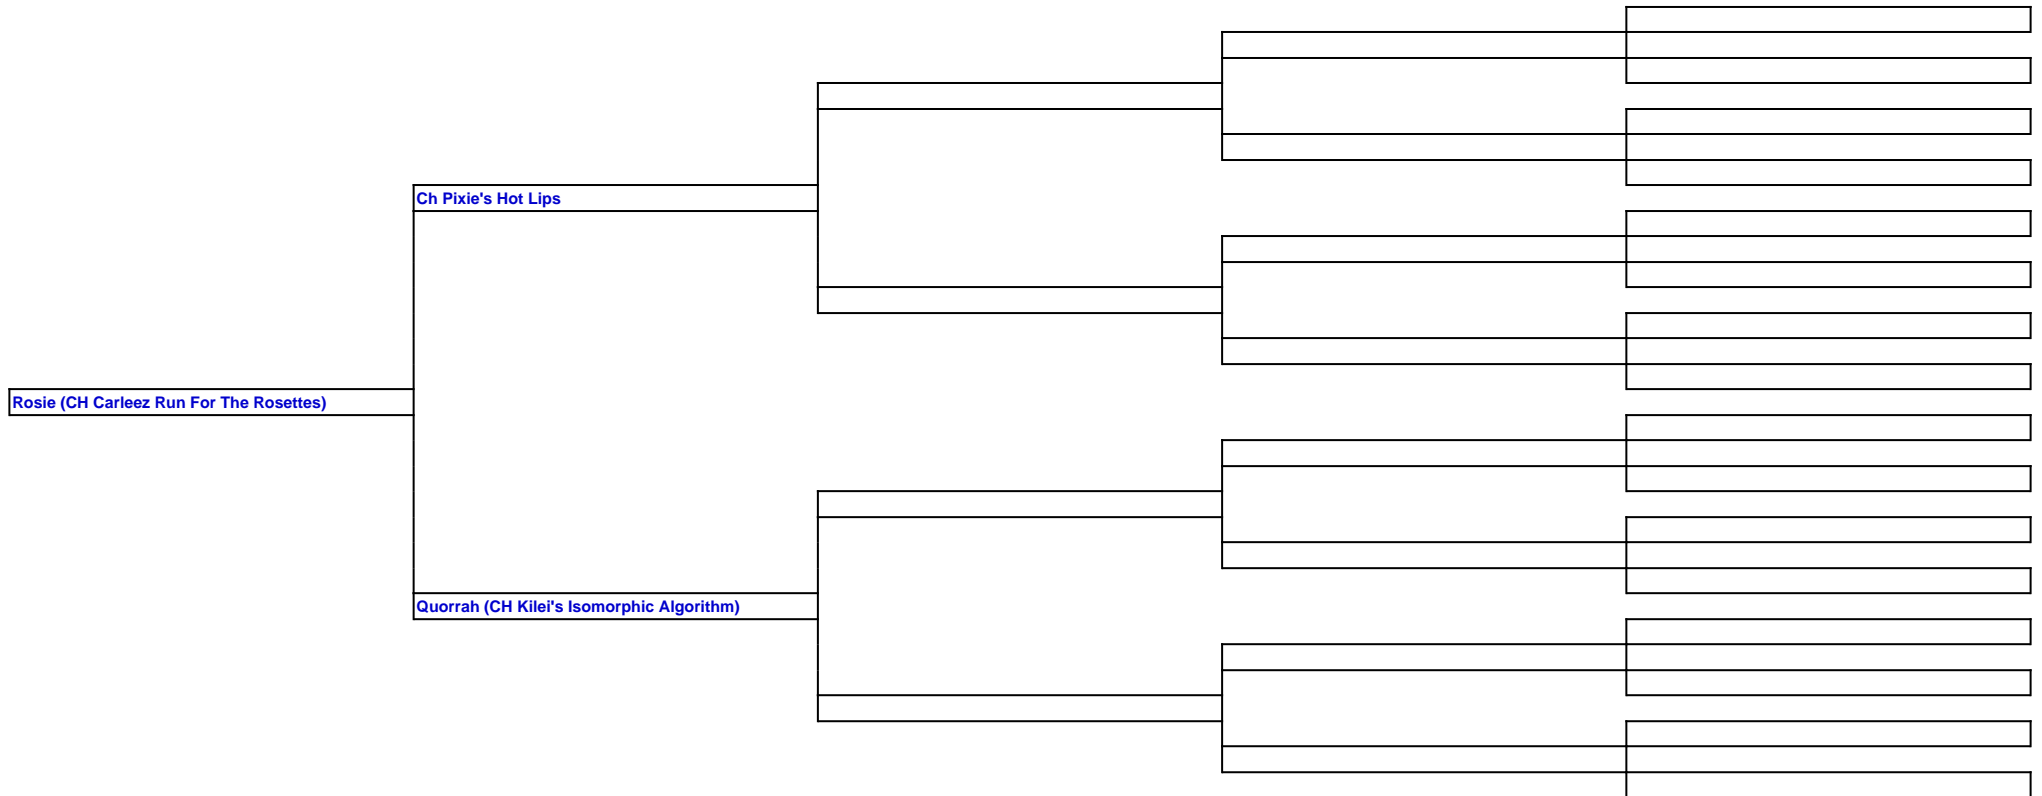 Ch Pixie's Hot Lips
Rosie (CH Carleez Run For The Rosettes)
Quorrah (CH Kilei's Isomorphic Algorithm)